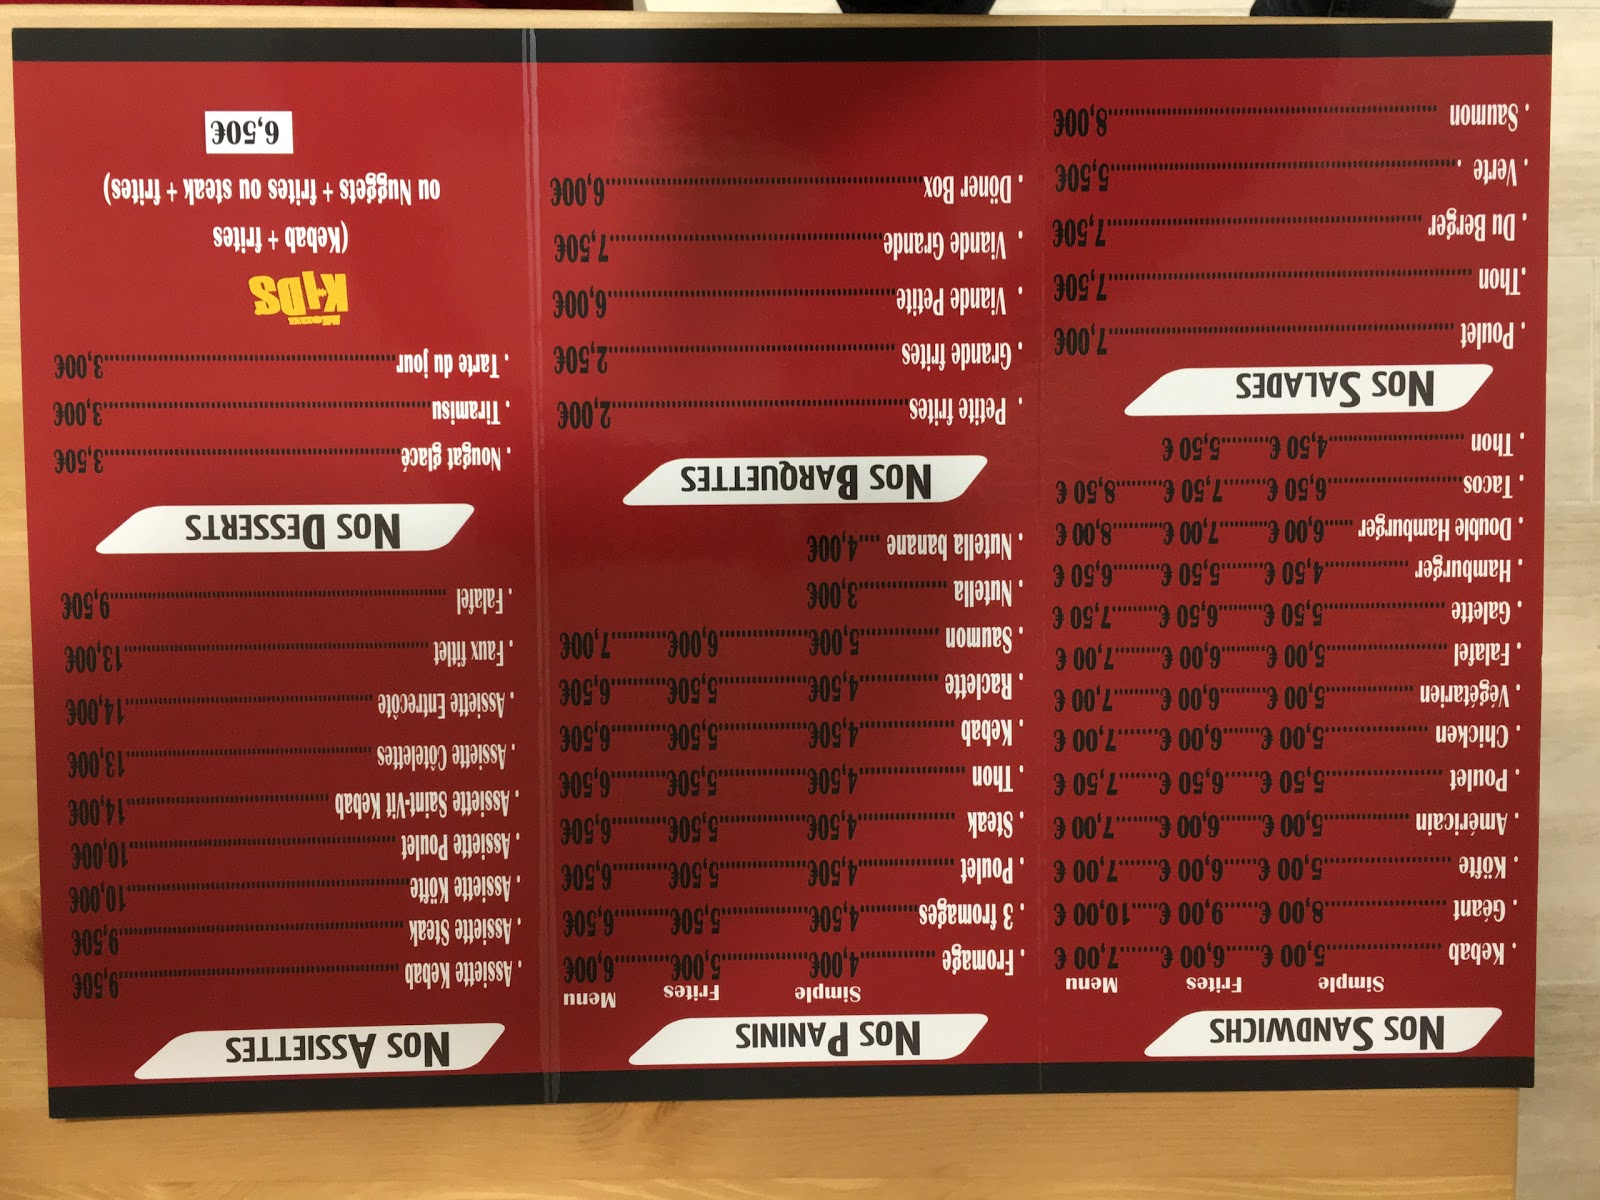 NOS SANDWICHS
Simple Frites Menu
. Kebab 5,00 € 6,00 € 7,00 €
. Géant 8,00 € 9,00 € 10,00 €
. Köfte 5,00 € 6,00 € 7,00 €
. Américain 5,00 € 6,00 € 7,00 €
. Poulet 5,50 € 6,50 € 7,50 €
. Chicken 5,00 € 6,00 € 7,00 €
. Végétarien 5,00 € 6,00 € 7,00 €
. Falafel 5,00 € 6,00 € 7,00 €
. Galette 5,50 € 6,50 € 7,50 €
. Hamburger 4,50 € 5,50 € 6,50 €
. Double Hamburger 6,00 € 7,00 € 8,00 €
. Tacos 6,50 € 7,50 € 8,50 €
. Thon 4,50 € 5,50 €
NOS SALADES
. Poulet 7,00€
. Thon 7,50€
. Du Berger 7,50€
. Verte 5,50€
. Saumon 8,00€
NOS PANINIS
Simple Frites Menu
. Fromage 4,00€ 5,00€ 6,00€
. 3 fromages 4,50€ 5,50€ 6,50€
. Poulet 4,50€ 5,50€ 6,50€
. Steak 4,50€ 5,50€ 6,50€
. Thon 4,50€ 5,50€ 6,50€
. Kebab 4,50€ 5,50€ 6,50€
. Raclette 4,50€ 5,50€ 6,50€
. Saumon 5,00€ 6,00€ 7,00€
. Nutella 3,00€
. Nutella banane 4,00€
NOS BARQUETTES
. Petite frites 2,00€
. Grande frites 2,50€
. Viande Petite 6,00€
. Viande Grande 7,50€
. Döner Box 6,00€
NOS ASSIETTES
. Assiette Kebab 9,50€
. Assiette Steak 9,50€
. Assiette Köfte 10,00€
. Assiette Poulet 10,00€
. Assiette Saint-Vit Kebab 14,00€
. Assiette Côtelettes 13,00€
. Assiette Entrecôte 14,00€
. Faux fillet 13,00€
. Falafel 9,50€
NOS DESSERTS
. Nougat glacé 3,50€
. Tiramisu 3,00€
. Tarte du jour 3,00€
Menu
KIDS
(Kebab + frites
ou Nuggets + frites ou steak + frites)
6,50€